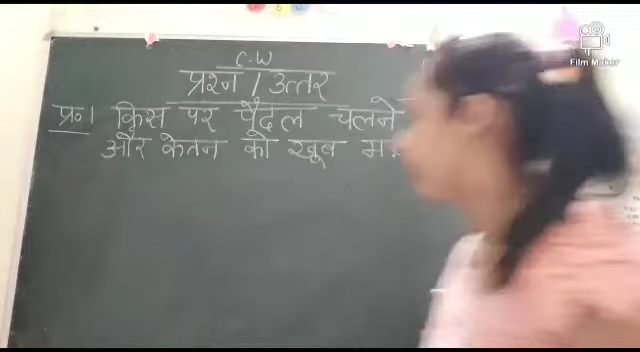 C.W
प्रश्न / उत्तर
प्र०1 किस पर पैदल चलने
और केतन को खूब
Film Maker